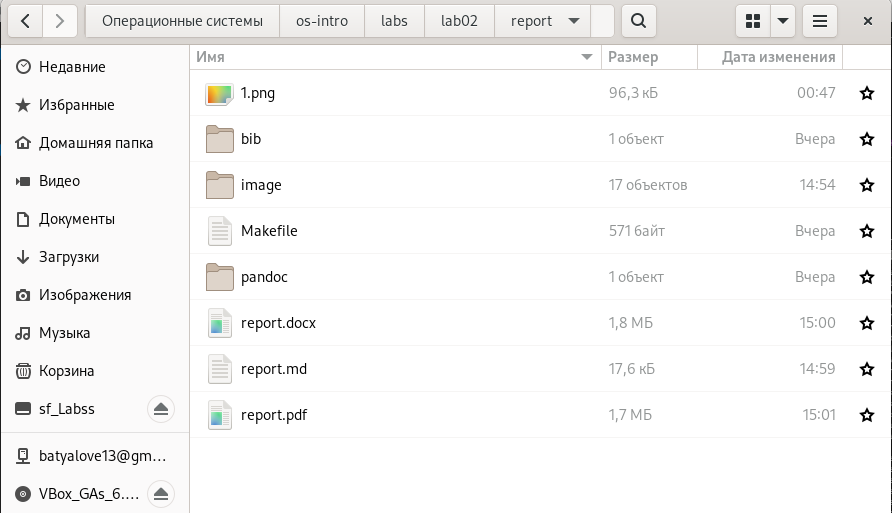 Операционные системы os-intro labs lab02 report
Недавние
Избранные
Домашняя папка
Видео
Документы
Загрузки
Изображения
Музыка
Корзина
sf_Labss
batyalove13@gm…
VBox_GAs_6.…
Имя Размер Дата изменения
1.png 96,3 кБ 00:47
bib 1 объект Вчера
image 17 объектов 14:54
Makefile 571 байт Вчера
pandoc 1 объект Вчера
report.docx 1,8 МБ 15:00
report.md 17,6 кБ 14:59
report.pdf 1,7 МБ 15:01